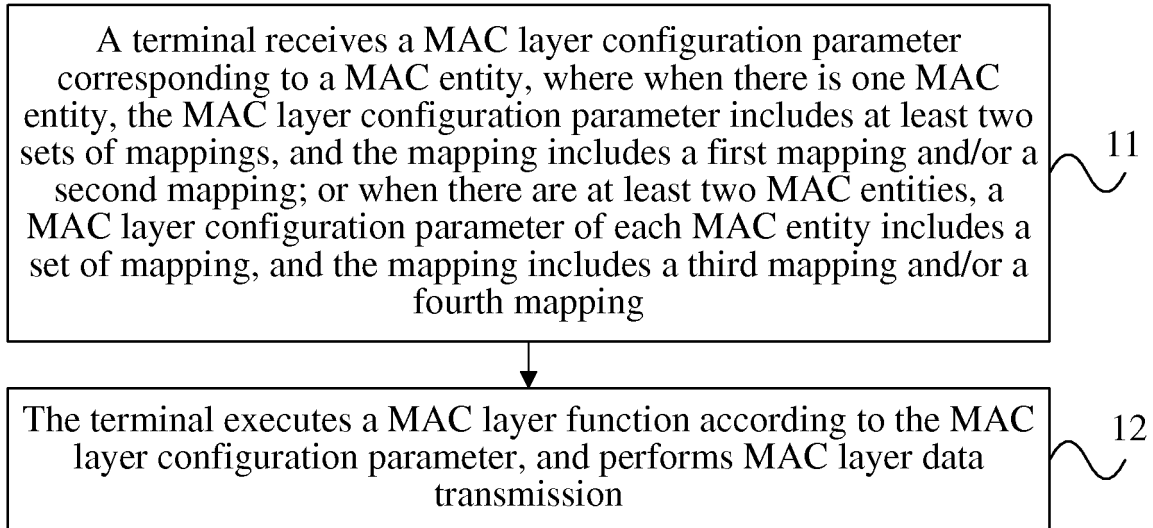 A terminal receives a MAC layer configuration parameter
corresponding to a MAC entity, where when there is one MAC
entity, the MAC layer configuration parameter includes at least two
sets of mappings, and the mapping includes a first mapping and/or a
second mapping; or when there are at least two MAC entities, a
MAC layer configuration parameter of each MAC entity includes a
set of mapping, and the mapping includes a third mapping and/or a
fourth mapping
11
The terminal executes a MAC layer function according to the MAC
layer configuration parameter, and performs MAC layer data
transmission
12